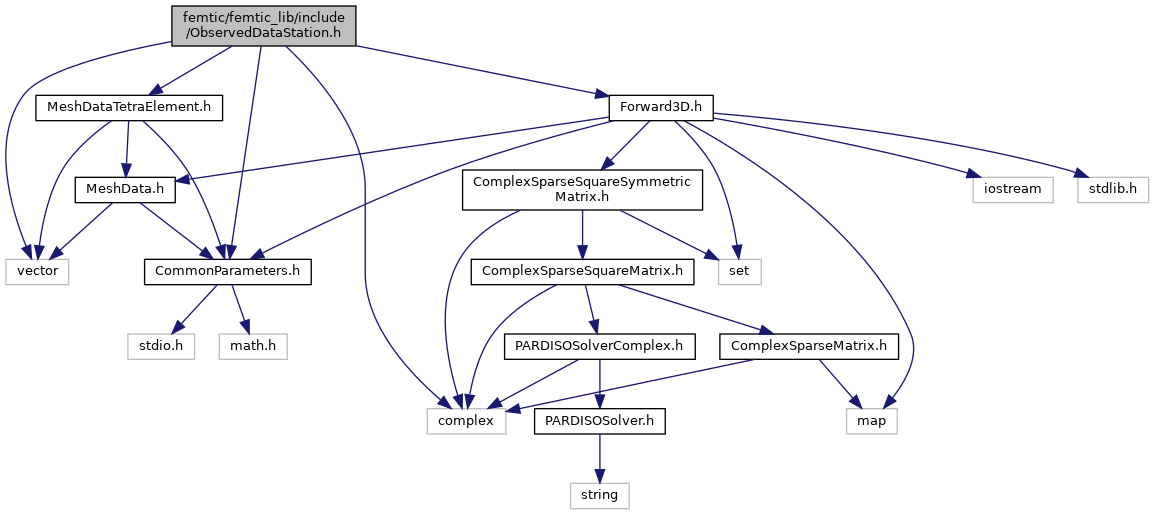 femtic/femtic_lib/include
/ObservedDataStation.h
MeshDataTetraElement.h
Forward3D.h
MeshData.h
ComplexSparseSquareSymmetric
Matrix.h
iostream
stdlib.h
vector
CommonParameters.h
ComplexSparseSquareMatrix.h
set
stdio.h
math.h
PARDISOSolverComplex.h
ComplexSparseMatrix.h
complex
PARDISOSolver.h
map
string